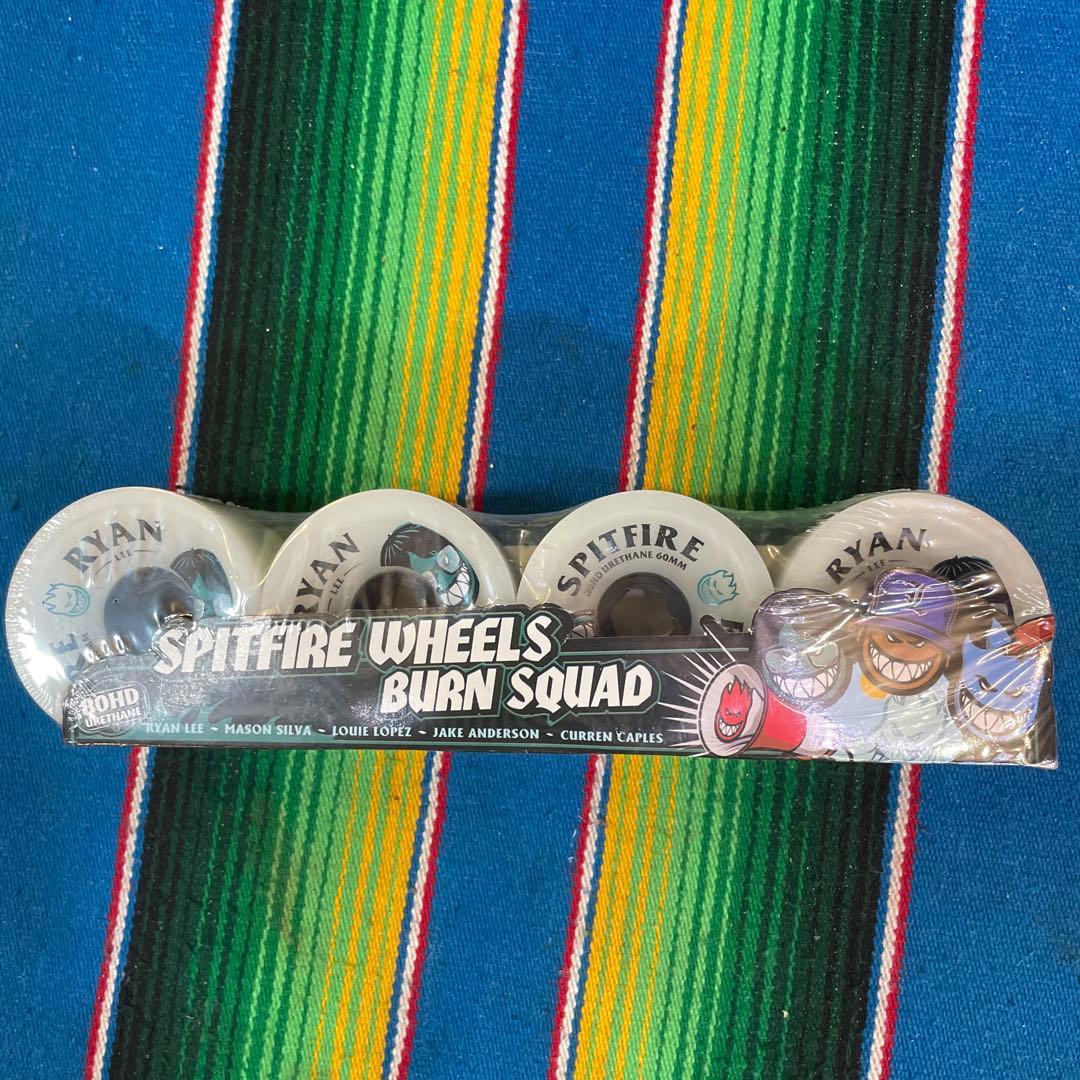 RYAN
LEE
RYAN
LEE
SPITFIRE
80HD URETHANE 60MM
RYAN
LEE
SPITFIRE WHEELS
BURN SQUAD
80HD
URETHANE
RYAN LEE ~ MASON SILVA ~ LOUIE LOPEZ ~ JAKE ANDERSON ~ CURREN CAPLES